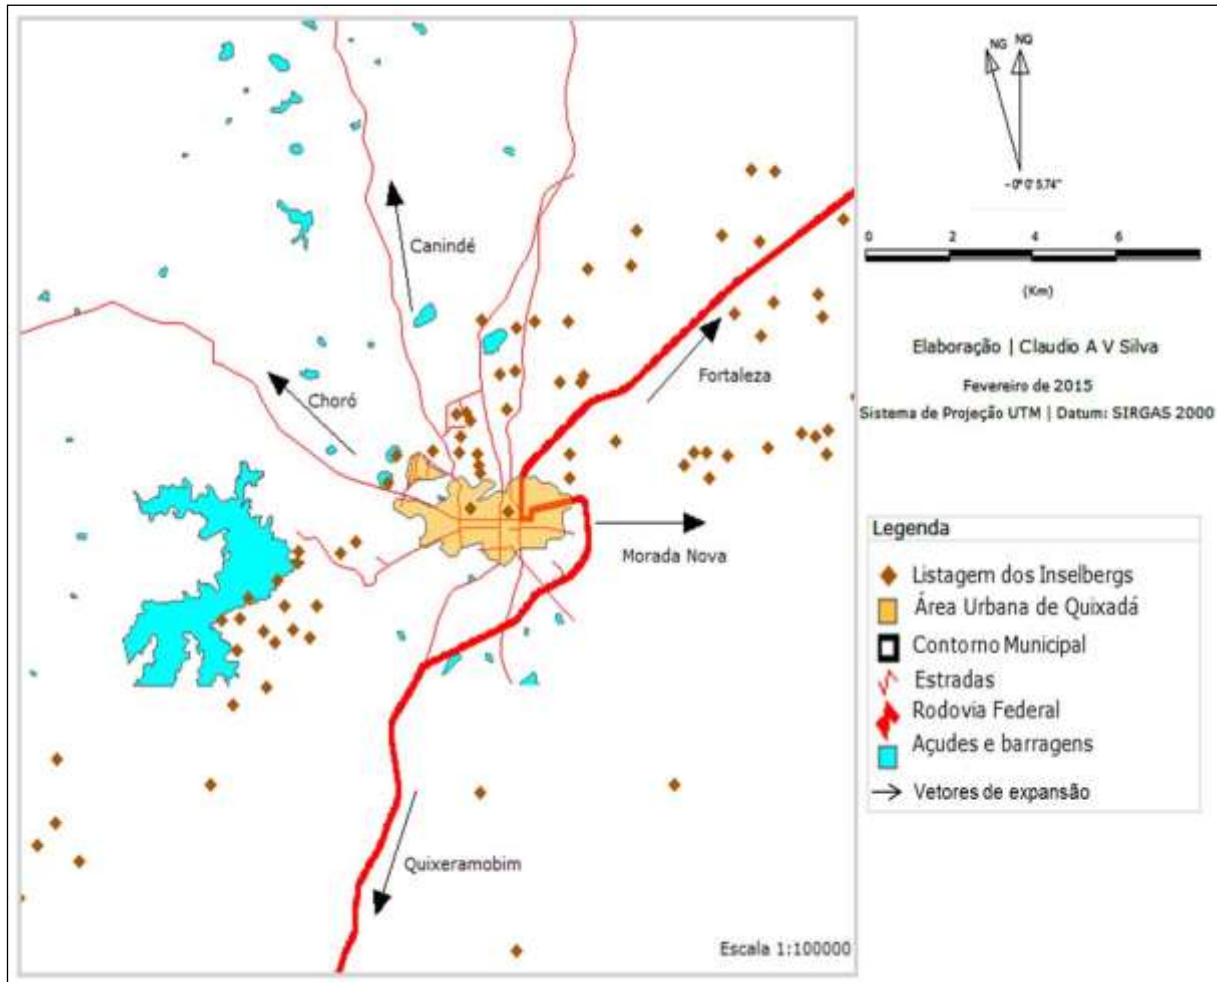 NG NQ
- 0º 0' 5.74''
0 2 4 6
(Km)
Elaboração | Claudio A V Silva
Fevereiro de 2015
Sistema de Projeção UTM | Datum: SIRGAS 2000
Canindé
Choró
Fortaleza
Morada Nova
Quixeramobim
Escala 1:100000
Legenda
Listagem dos Inselbergs
Área Urbana de Quixadá
Contorno Municipal
Estradas
Rodovia Federal
Açudes e barragens
Vetores de expansão